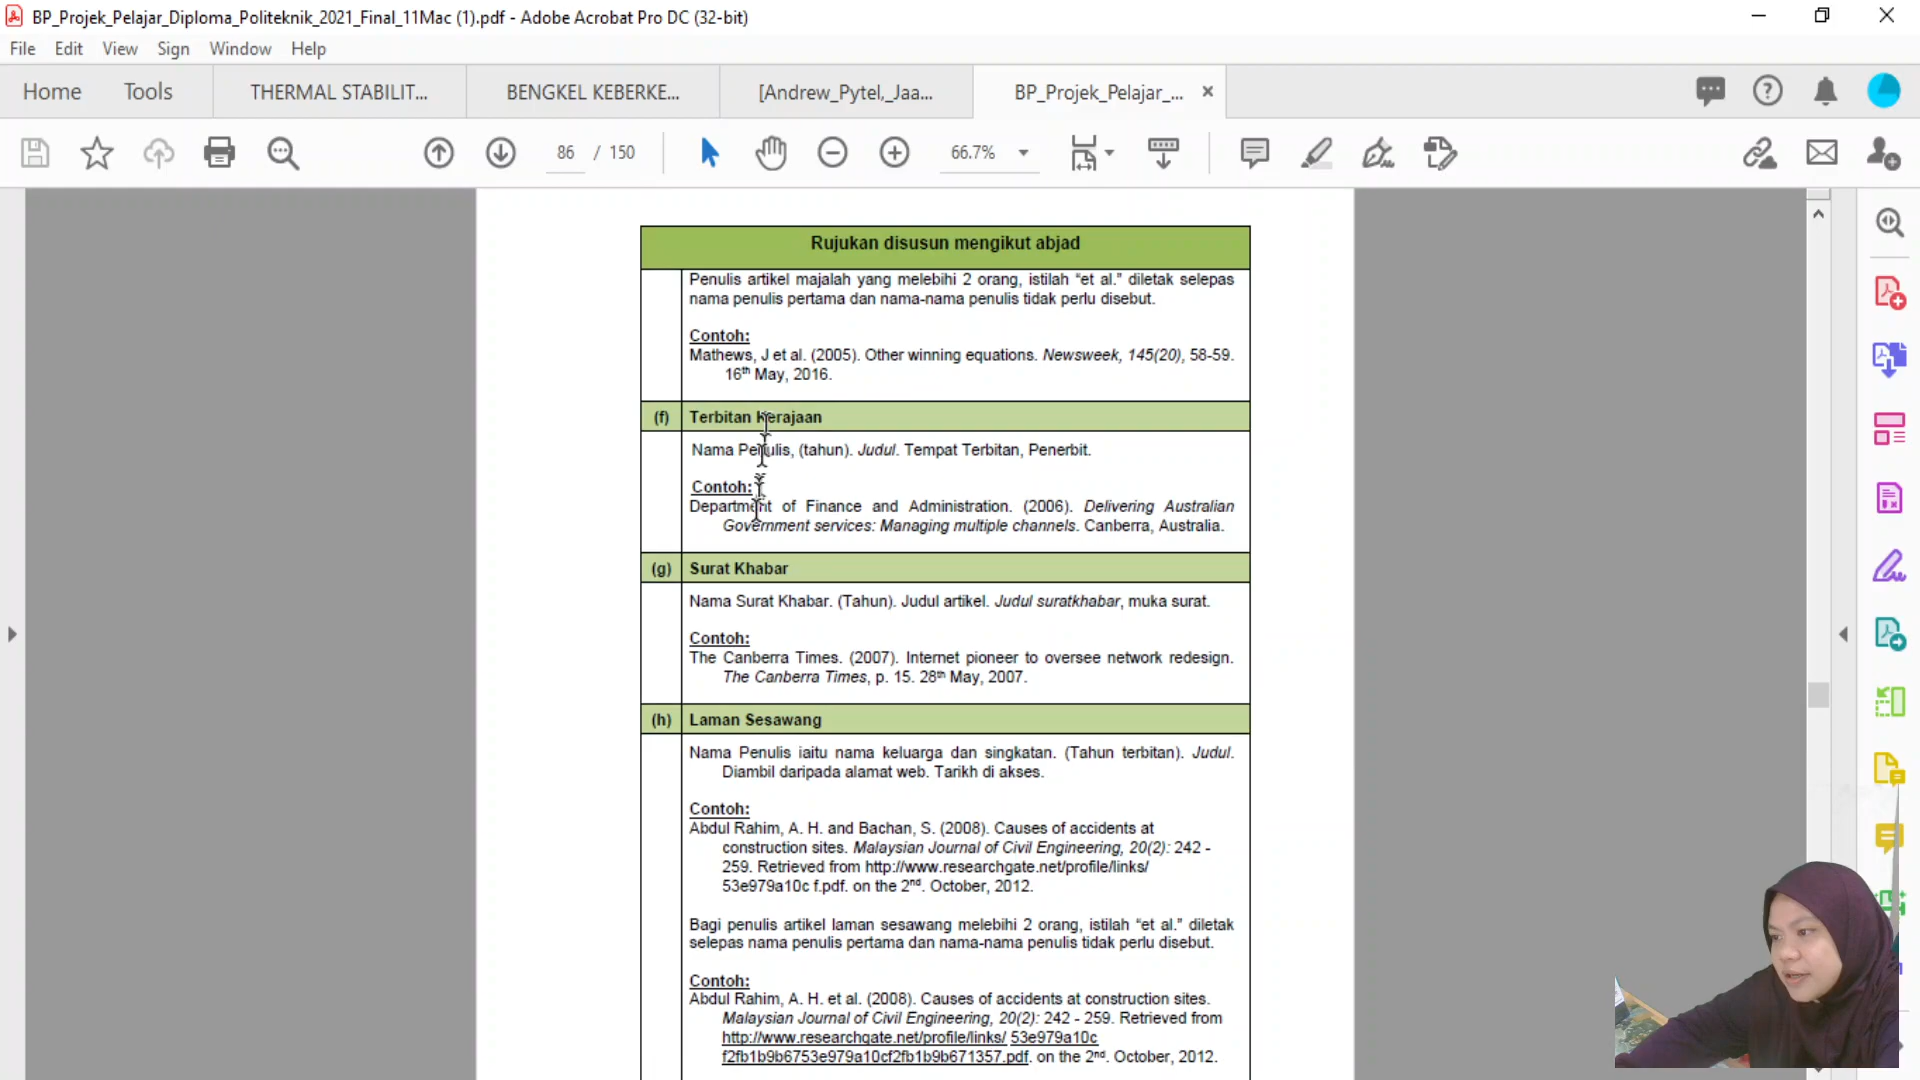 BP_Projek_Pelajar_Diploma_Politeknik_2021_Final_11Mac (1).pdf - Adobe Acrobat Pro DC (32-bit)
File Edit View Sign Window Help
Home Tools THERMAL STABILIT... BENGKEL KEBERKE... [Andrew_Pytel,_Jaa... BP_Projek_Pelajar_...
86 / 150 66.7%
Rujukan disusun mengikut abjad
Penulis artikel majalah yang melebihi 2 orang, istilah “et al.” diletak selepas
nama penulis pertama dan nama-nama penulis tidak perlu disebut.
Contoh:
Mathews, J et al. (2005). Other winning equations. Newsweek, 145(20), 58-59.
16th May, 2016.
(f) Terbitan Kerajaan
Nama Penulis, (tahun). Judul. Tempat Terbitan, Penerbit.
Contoh:
Department of Finance and Administration. (2006). Delivering Australian
Government services: Managing multiple channels. Canberra, Australia.
(g) Surat Khabar
Nama Surat Khabar. (Tahun). Judul artikel. Judul suratkhabar, muka surat.
Contoh:
The Canberra Times. (2007). Internet pioneer to oversee network redesign.
The Canberra Times, p. 15. 28th May, 2007.
(h) Laman Sesawang
Nama Penulis iaitu nama keluarga dan singkatan. (Tahun terbitan). Judul.
Diambil daripada alamat web. Tarikh di akses.
Contoh:
Abdul Rahim, A. H. and Bachan, S. (2008). Causes of accidents at
construction sites. Malaysian Journal of Civil Engineering, 20(2): 242 -
259. Retrieved from http://www.researchgate.net/profile/links/
53e979a10c f.pdf. on the 2nd. October, 2012.
Bagi penulis artikel laman sesawang melebihi 2 orang, istilah “et al.” diletak
selepas nama penulis pertama dan nama-nama penulis tidak perlu disebut.
Contoh:
Abdul Rahim, A. H. et al. (2008). Causes of accidents at construction sites.
Malaysian Journal of Civil Engineering, 20(2): 242 - 259. Retrieved from
http://www.researchgate.net/profile/links/ 53e979a10c
f2fb1b9b6753e979a10cf2fb1b9b671357.pdf. on the 2nd. October, 2012.